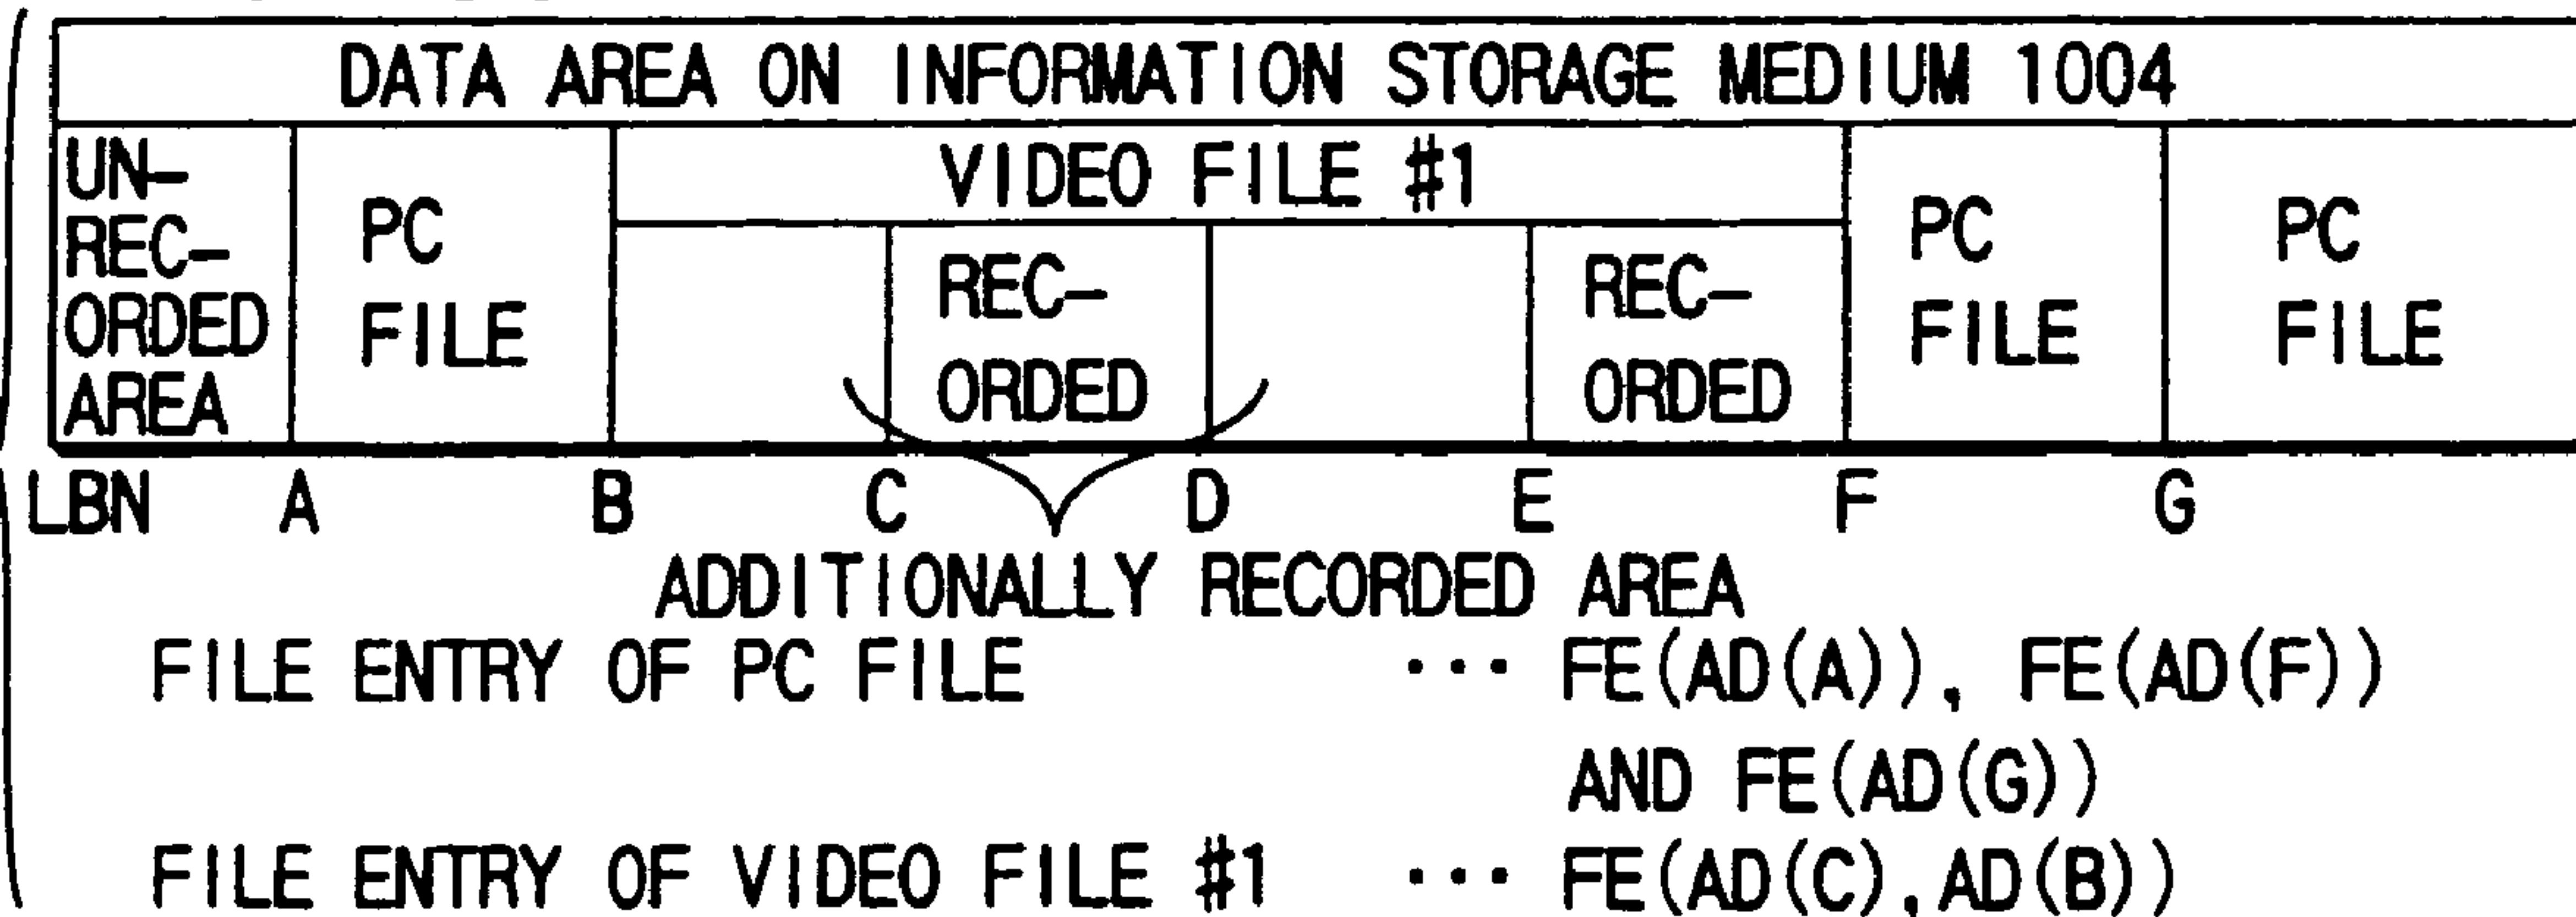 DATA AREA ON INFORMATION STORAGE MEDIUM 1004
UN-
REC-
ORDED
AREA
PC
FILE
VIDEO FILE #1
REC-
ORDED
REC-
ORDED
PC
FILE
PC
FILE
LBN A B C D E F G
ADDITIONALLY RECORDED AREA
FILE ENTRY OF PC FILE ··· FE(AD(A)), FE(AD(F))
AND FE(AD(G))
FILE ENTRY OF VIDEO FILE #1 ··· FE(AD(C),AD(B))